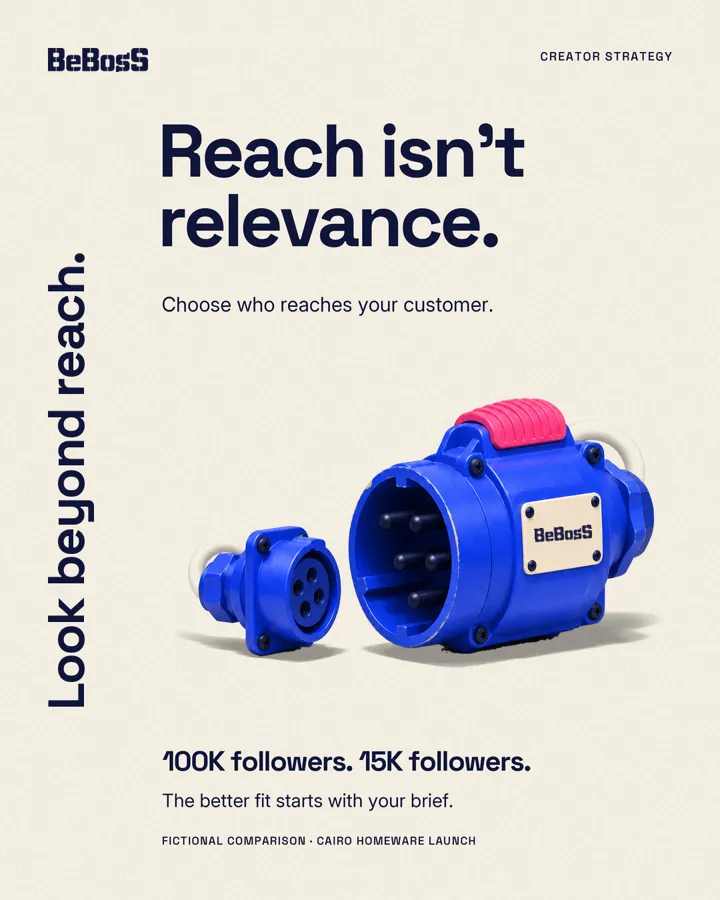 BeBosS
CREATOR STRATEGY
Reach isn’t
relevance.
Choose who reaches your customer.
Look beyond reach.
BeBosS
100K followers. 15K followers.
The better fit starts with your brief.
FICTIONAL COMPARISON · CAIRO HOMEWARE LAUNCH